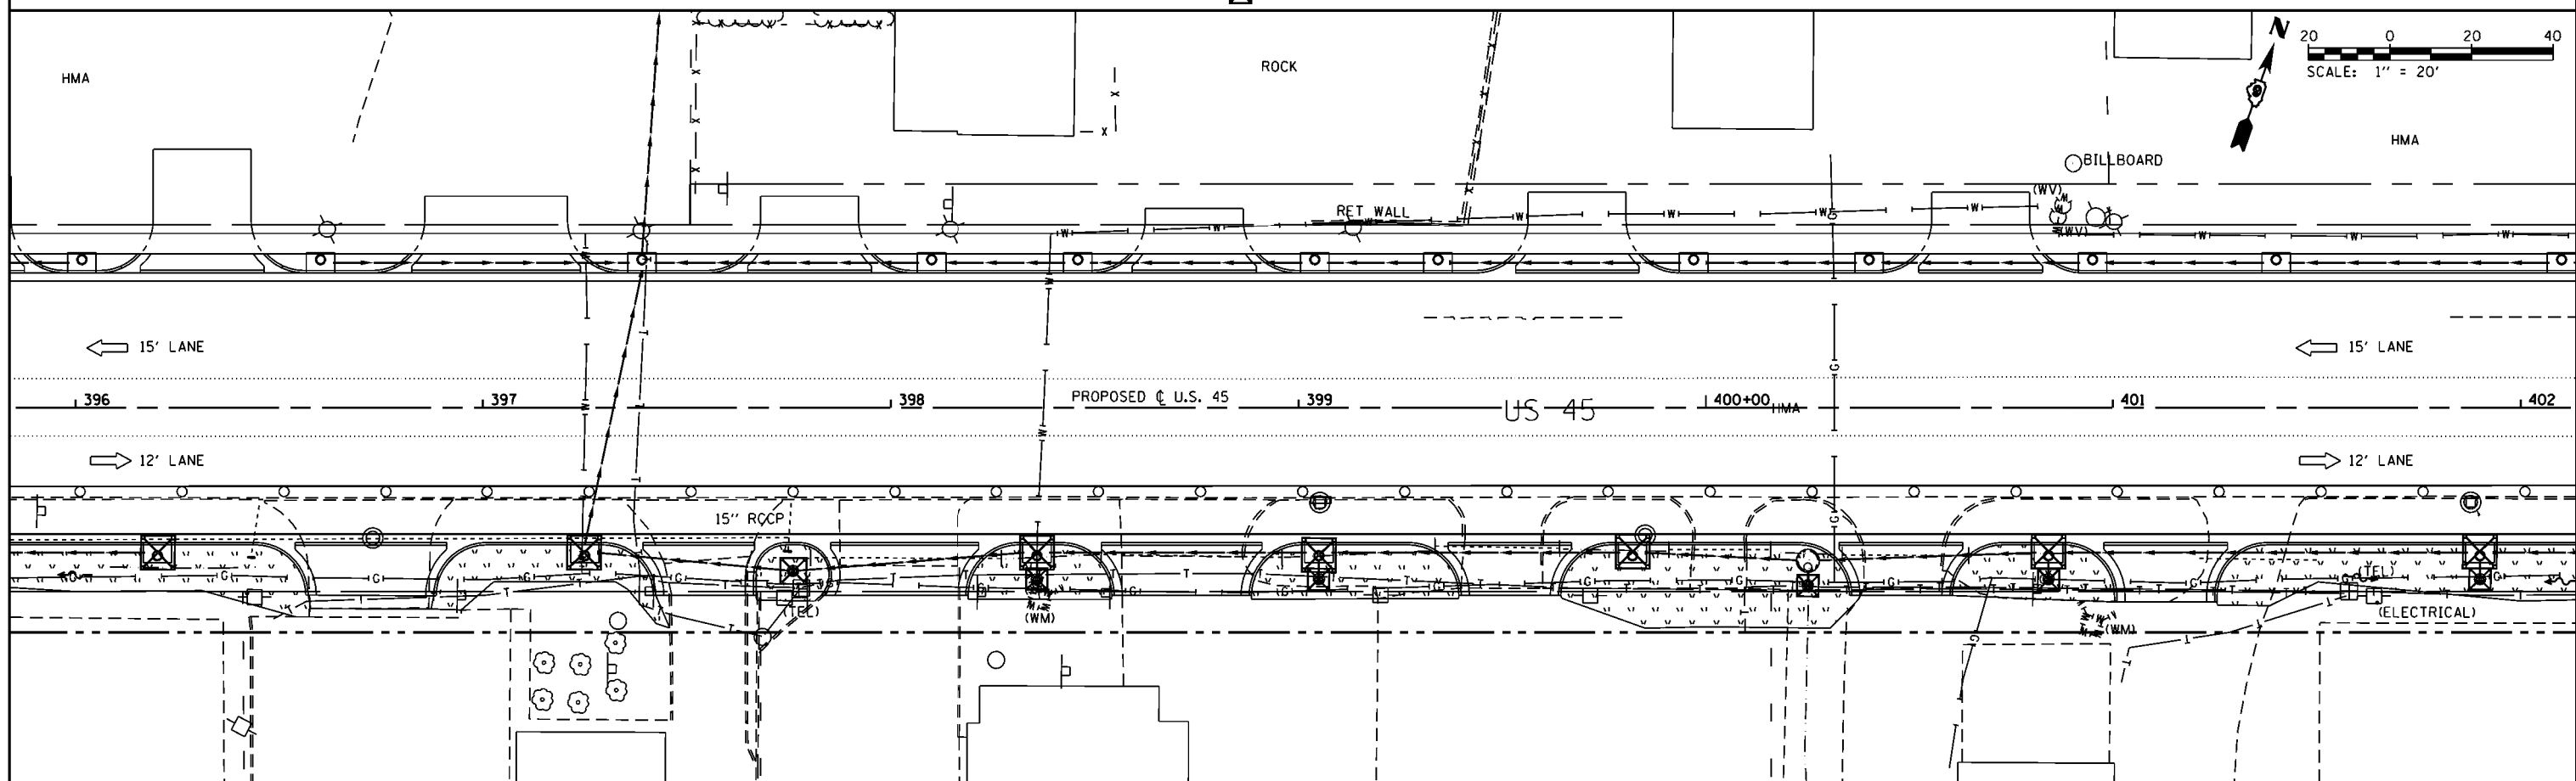 N
20 0 20 40
SCALE: 1" = 20'
HMA
ROCK
HMA
BILLBOARD
(WV)
RET WALL
(WV)
15' LANE
15' LANE
396 397 398 PROPOSED ℄ U.S. 45 399 US 45 400+00 HMA 401 402
12' LANE
12' LANE
15" RCCP
(TEL)
(TEL)
(WM)
(ELECTRICAL)
(WM)